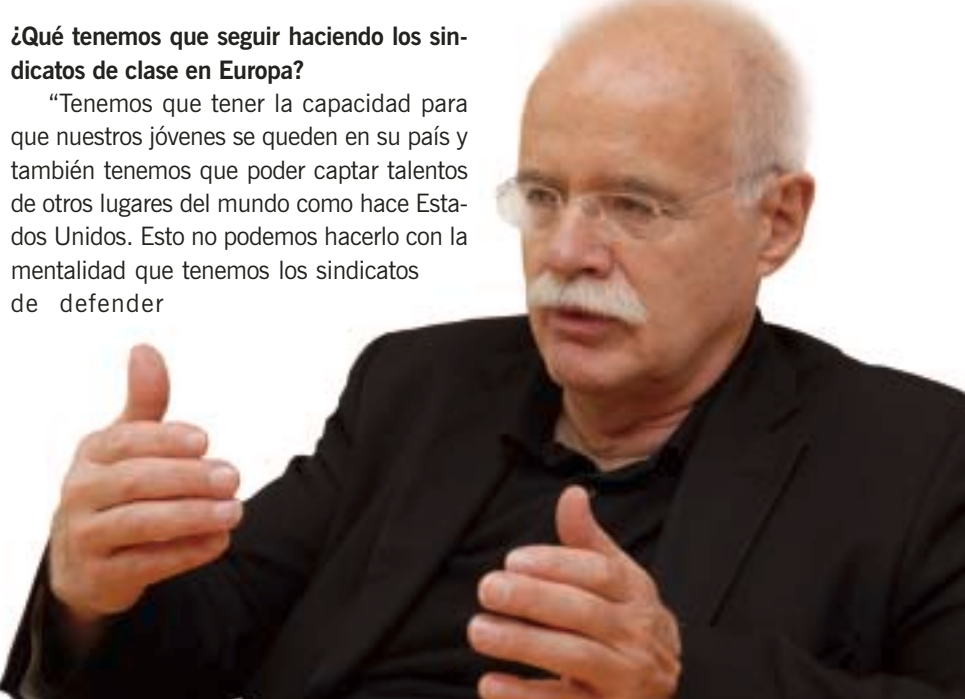 ¿Qué tenemos que seguir haciendo los sin-
dicatos de clase en Europa?
“Tenemos que tener la capacidad para
que nuestros jóvenes se queden en su país y
también tenemos que poder captar talentos
de otros lugares del mundo como hace Esta-
dos Unidos. Esto no podemos hacerlo con la
mentalidad que tenemos los sindicatos
de defender